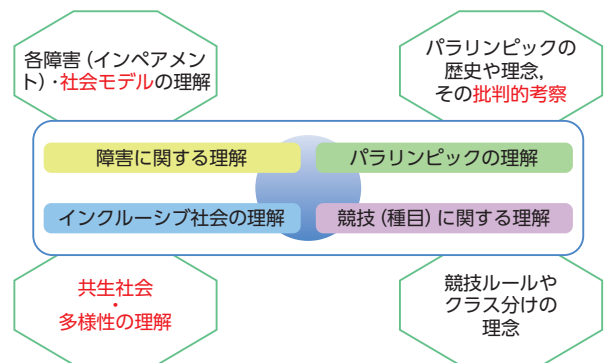 各障害（インペアメン
ト）・社会モデルの理解
パラリンピックの
歴史や理念，
その批判的考察
障害に関する理解
パラリンピックの理解
インクルーシブ社会の理解
競技（種目）に関する理解
共生社会
・
多様性の理解
競技ルールや
クラス分けの
理念